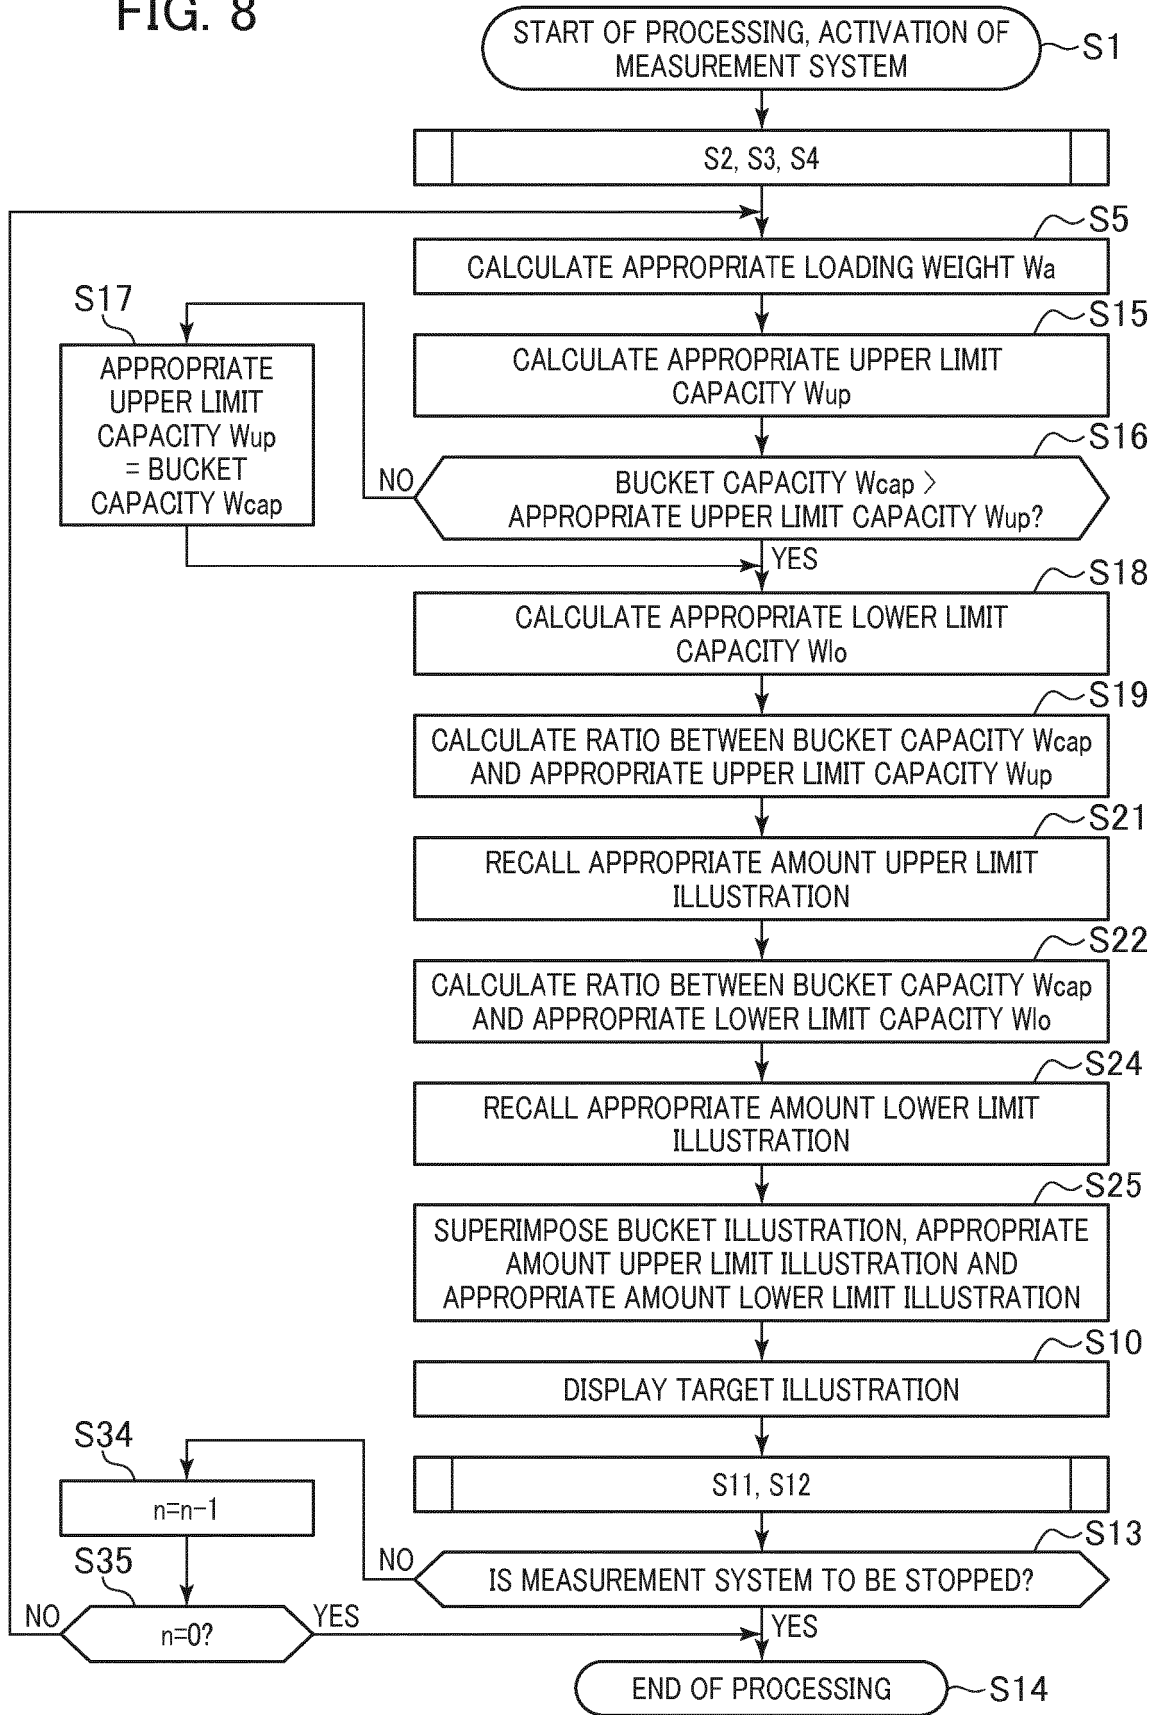 FIG. 8
START OF PROCESSING, ACTIVATION OF
MEASUREMENT SYSTEM
S1
S2, S3, S4
S5
CALCULATE APPROPRIATE LOADING WEIGHT Wa
S15
CALCULATE APPROPRIATE UPPER LIMIT
CAPACITY Wup
S16
BUCKET CAPACITY Wcap >
APPROPRIATE UPPER LIMIT CAPACITY Wup?
NO
YES
S17
APPROPRIATE
UPPER LIMIT
CAPACITY Wup
= BUCKET
CAPACITY Wcap
S18
CALCULATE APPROPRIATE LOWER LIMIT
CAPACITY Wlo
S19
CALCULATE RATIO BETWEEN BUCKET CAPACITY Wcap
AND APPROPRIATE UPPER LIMIT CAPACITY Wup
S21
RECALL APPROPRIATE AMOUNT UPPER LIMIT
ILLUSTRATION
S22
CALCULATE RATIO BETWEEN BUCKET CAPACITY Wcap
AND APPROPRIATE LOWER LIMIT CAPACITY Wlo
S24
RECALL APPROPRIATE AMOUNT LOWER LIMIT
ILLUSTRATION
S25
SUPERIMPOSE BUCKET ILLUSTRATION, APPROPRIATE
AMOUNT UPPER LIMIT ILLUSTRATION AND
APPROPRIATE AMOUNT LOWER LIMIT ILLUSTRATION
S10
DISPLAY TARGET ILLUSTRATION
S11, S12
S13
IS MEASUREMENT SYSTEM TO BE STOPPED?
NO
YES
S34
n=n-1
S35
n=0?
NO
YES
END OF PROCESSING
S14